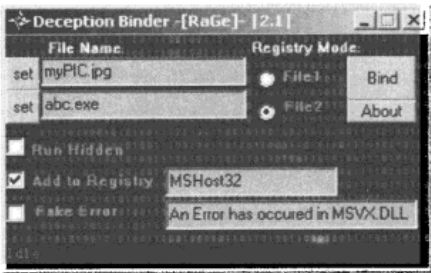 Deception Binder -[RaGe]- [2.1]
File Name: Registry Mode:
set myPIC.jpg File1 Bind
set abc.exe File2 About
Run Hidden
Add to Registry MSHost32
Fake Error An Error has occured in MSVX.DLL
idle